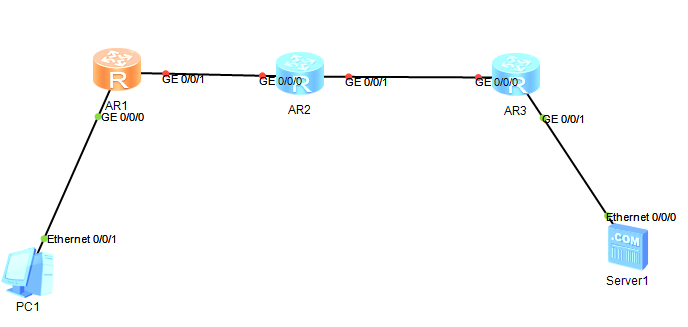 R
GE 0/0/1
GE 0/0/0
R
GE 0/0/1
GE 0/0/0
R
AR1
AR2
AR3
GE 0/0/0
GE 0/0/1
Ethernet 0/0/1
Ethernet 0/0/0
.COM
PC1
Server1